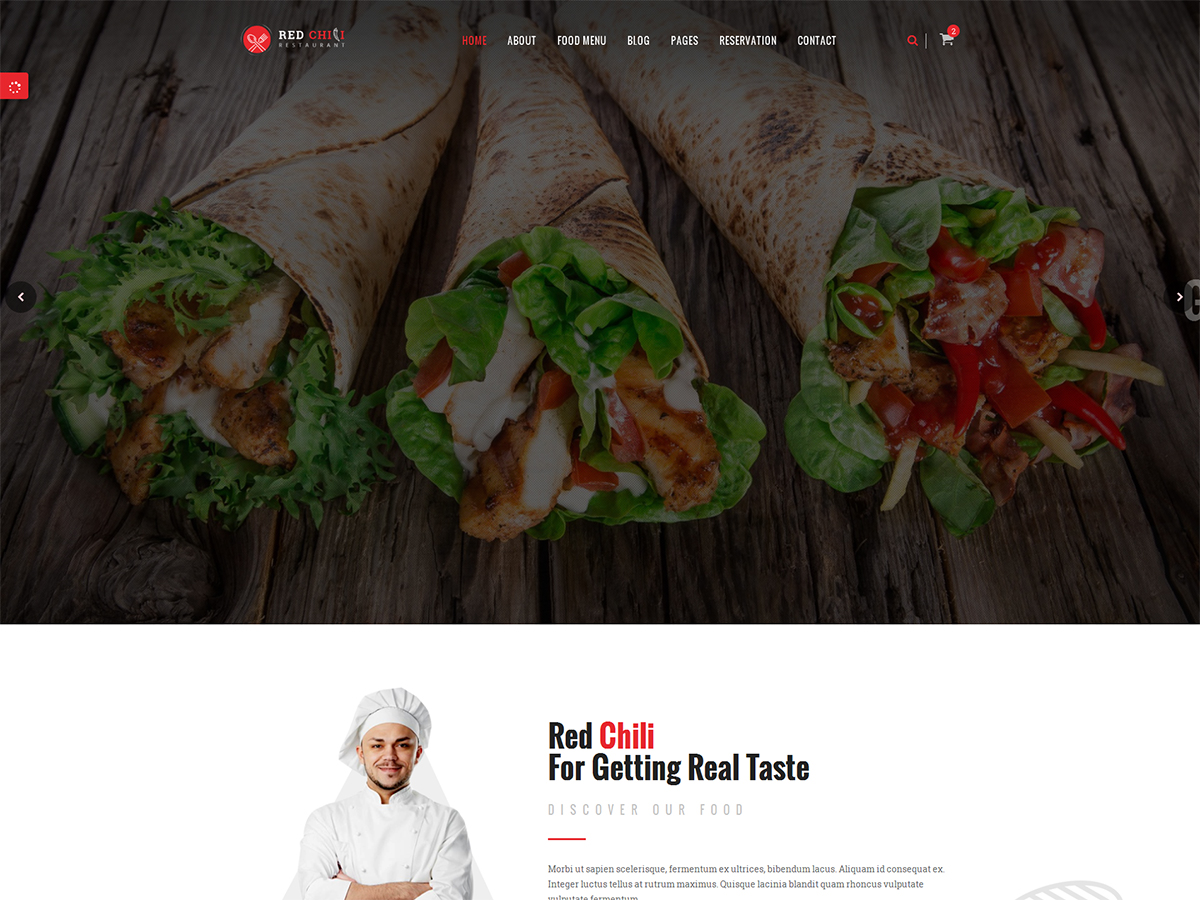 RED CHILI
RESTAURANT
HOME ABOUT FOOD MENU BLOG PAGES RESERVATION CONTACT
2
Red Chili
For Getting Real Taste
DISCOVER OUR FOOD
Morbi ut sapien scelerisque, fermentum ex ultrices, bibendum lacus. Aliquam id consequat ex.
Integer luctus tellus at rutrum maximus. Quisque lacinia blandit quam rhoncus vulputate
vulputate fermentum